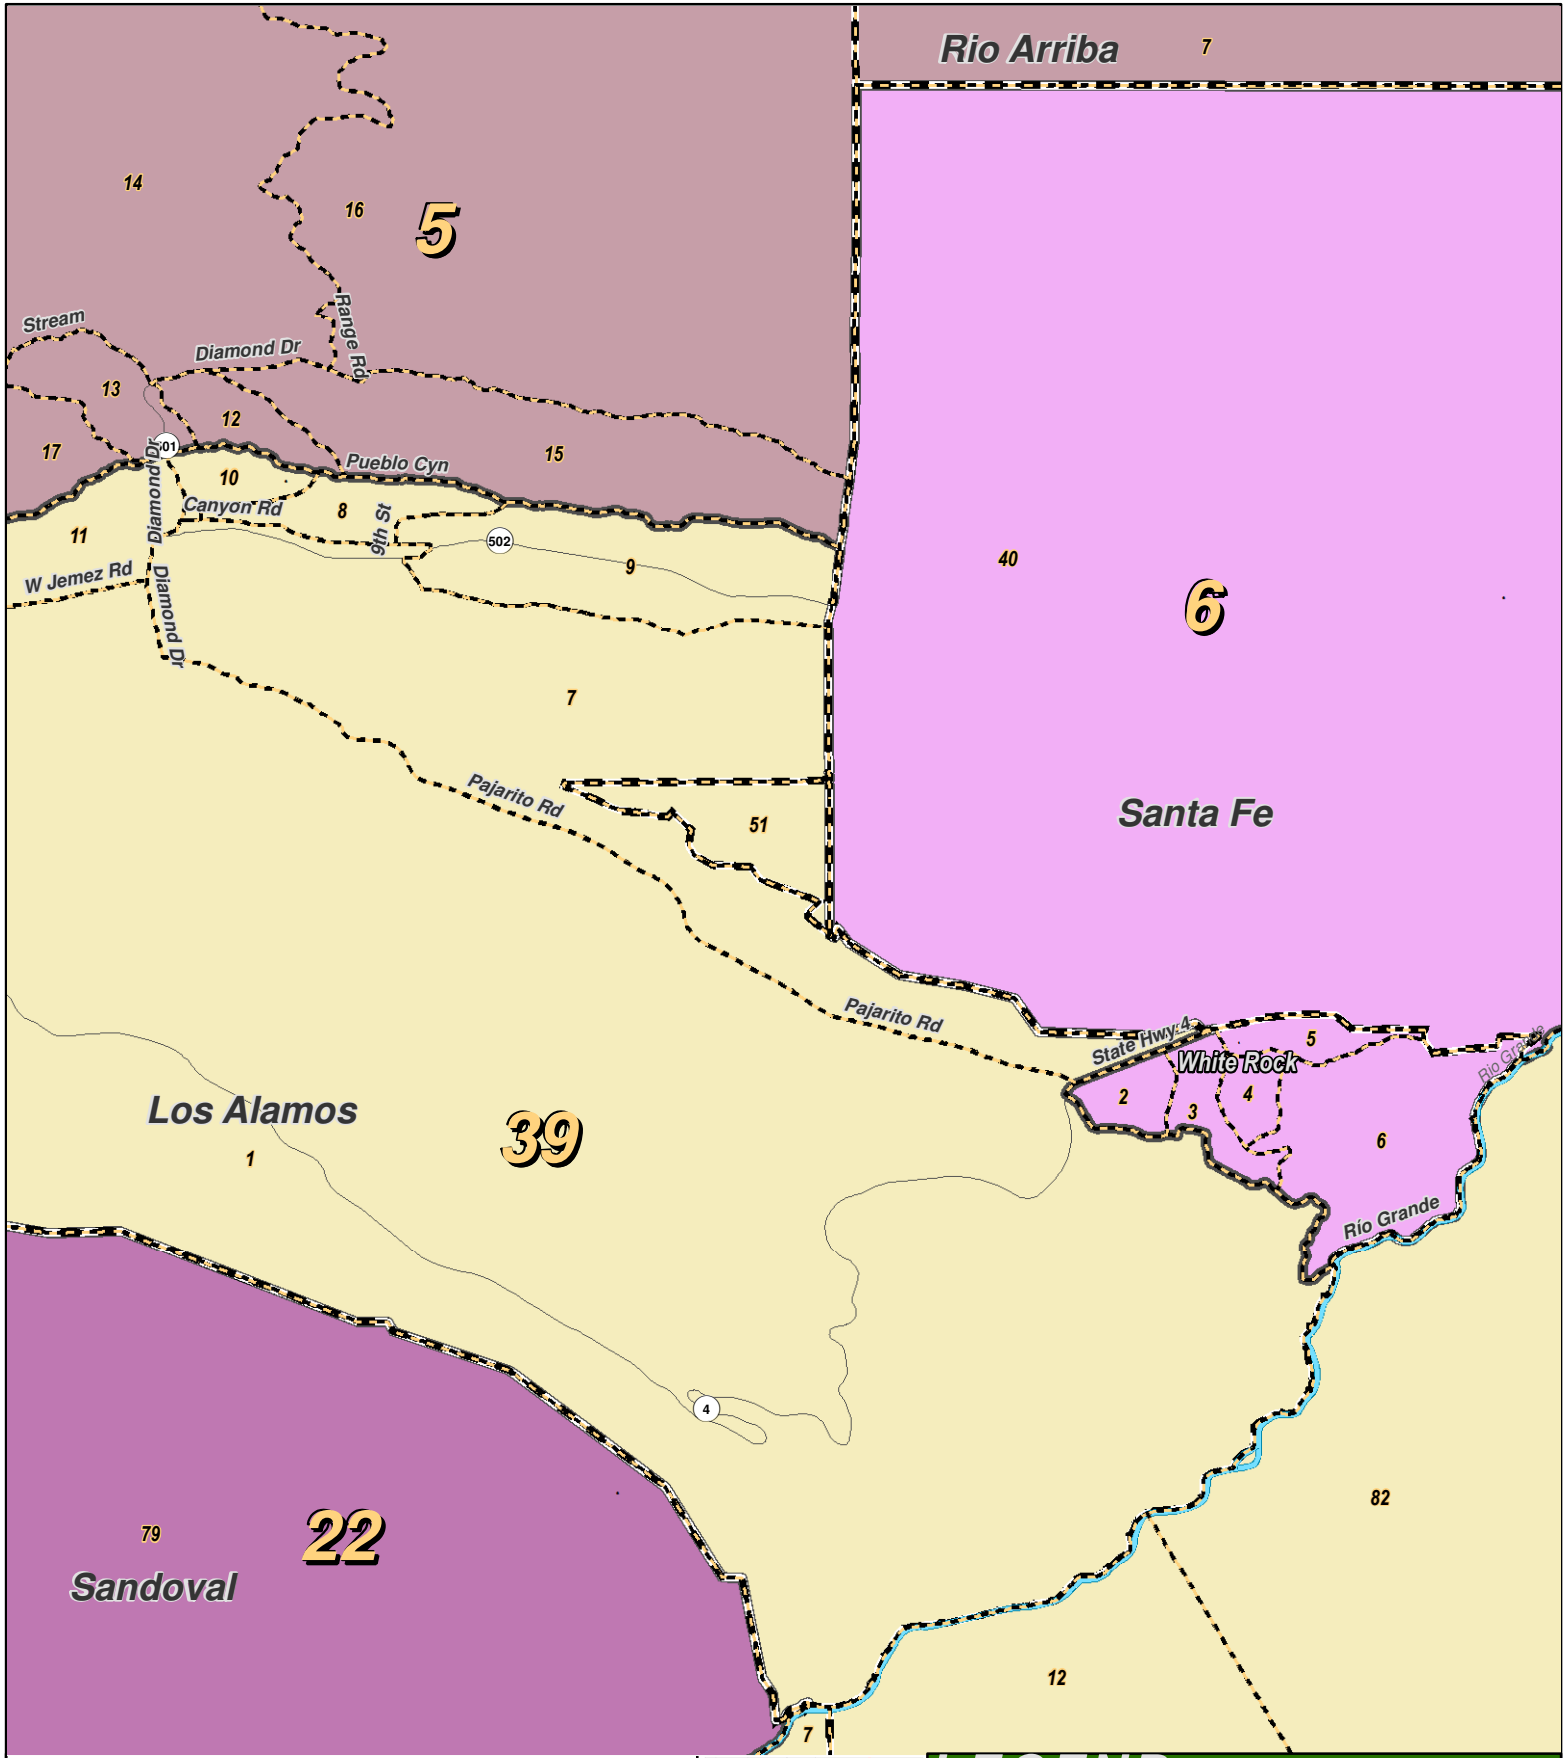 Rio Arriba
7
14
16
5
Stream
Range Rd
Diamond Dr
13
12
17
15
Diamond Dr
Pueblo Cyn
10
Canyon Rd
8
9th St
11
502
9
40
W Jemez Rd
Diamond Dr
6
7
Pajarito Rd
51
Santa Fe
Pajarito Rd
State Hwy 4
5
White Rock
Rio Grande
2
4
3
6
Los Alamos
39
1
Río Grande
4
82
79
22
Sandoval
12
7